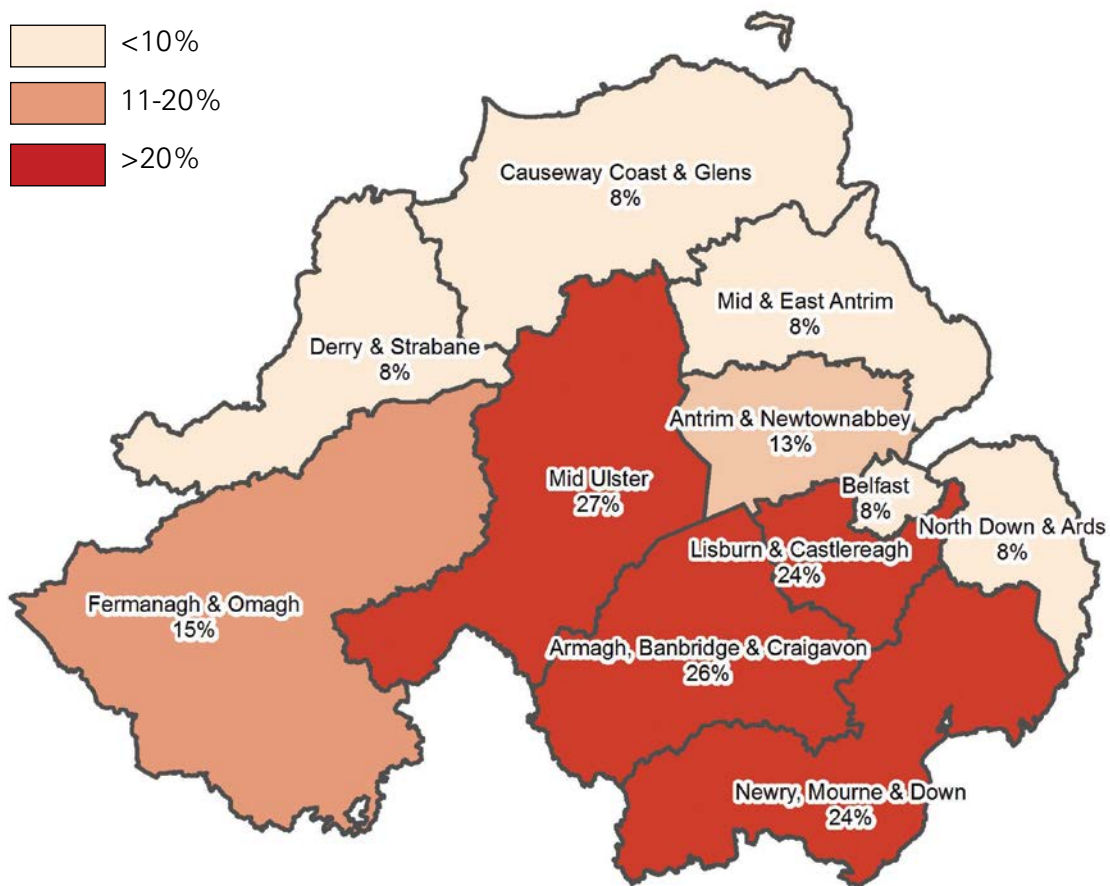 <10%
11-20%
>20%
Causeway Coast & Glens
8%
Mid & East Antrim
8%
Derry & Strabane
8%
Antrim & Newtownabbey
13%
Mid Ulster
27%
Belfast
8%
North Down & Ards
8%
Lisburn & Castlereagh
24%
Fermanagh & Omagh
15%
Armagh, Banbridge & Craigavon
26%
Newry, Mourne & Down
24%